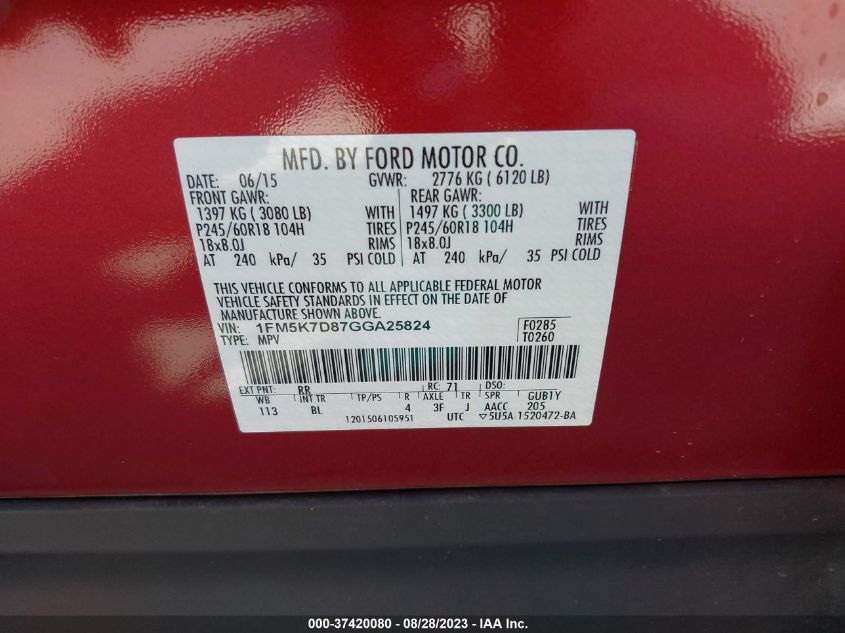 MFD. BY FORD MOTOR CO.
DATE: 06/15 GVWR: 2776 KG ( 6120 LB)
FRONT GAWR: REAR GAWR:
1397 KG ( 3080 LB) WITH 1497 KG ( 3300 LB) WITH
P245/60R18 104H TIRES P245/60R18 104H TIRES
18x8.0J RIMS 18x8.0J RIMS
AT 240 kPa/ 35 PSI COLD AT 240 kPa/ 35 PSI COLD
THIS VEHICLE CONFORMS TO ALL APPLICABLE FEDERAL MOTOR
VEHICLE SAFETY STANDARDS IN EFFECT ON THE DATE OF
MANUFACTURE SHOWN ABOVE.
VIN: 1FM5K7D87GGA25824 F0285
TYPE: MPV T0260
EXT PNT: RR RC: 71 DSO:
WB INT TR TP/PS R AXLE TR SPR GUB1Y
113 BL 4 3F J AACC 205
1201506105951 UTC ▽5U5A-1520472-BA
000-37420080 - 08/28/2023 - IAA Inc.